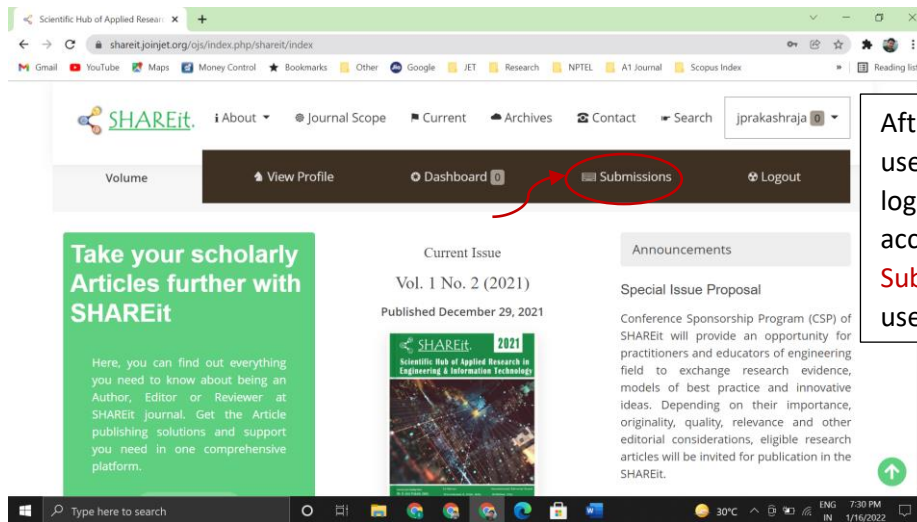 Scientific Hub of Applied Resear
shareit.joinjet.org/ojs/index.php/shareit/index
Gmail YouTube Maps Money Control Bookmarks Other Google JET Research NPTEL A1 Journal Scopus Index » Reading list
SHAREit. About Journal Scope Current Archives Contact Search jprakashraja 0
Volume View Profile Dashboard 0 Submissions Logout
Take your scholarly
Articles further with
SHAREit
Here, you can find out everything
you need to know about being an
Author, Editor or Reviewer at
SHAREit journal. Get the Article
publishing solutions and support
you need in one comprehensive
platform.
Current Issue
Vol. 1 No. 2 (2021)
Published December 29, 2021
SHAREit. 2021
Scientific Hub of Applied Research in
Engineering & Information Technology
Announcements
Special Issue Proposal
Conference Sponsorship Program (CSP) of
SHAREit will provide an opportunity for
practitioners and educators of engineering
field to exchange research evidence,
models of best practice and innovative
ideas. Depending on their importance,
originality, quality, relevance and other
editorial considerations, eligible research
articles will be invited for publication in the
SHAREit.
Aft
use
log
acc
Sub
use
Type here to search 30°C ENG 7:30 PM
IN 1/16/2022